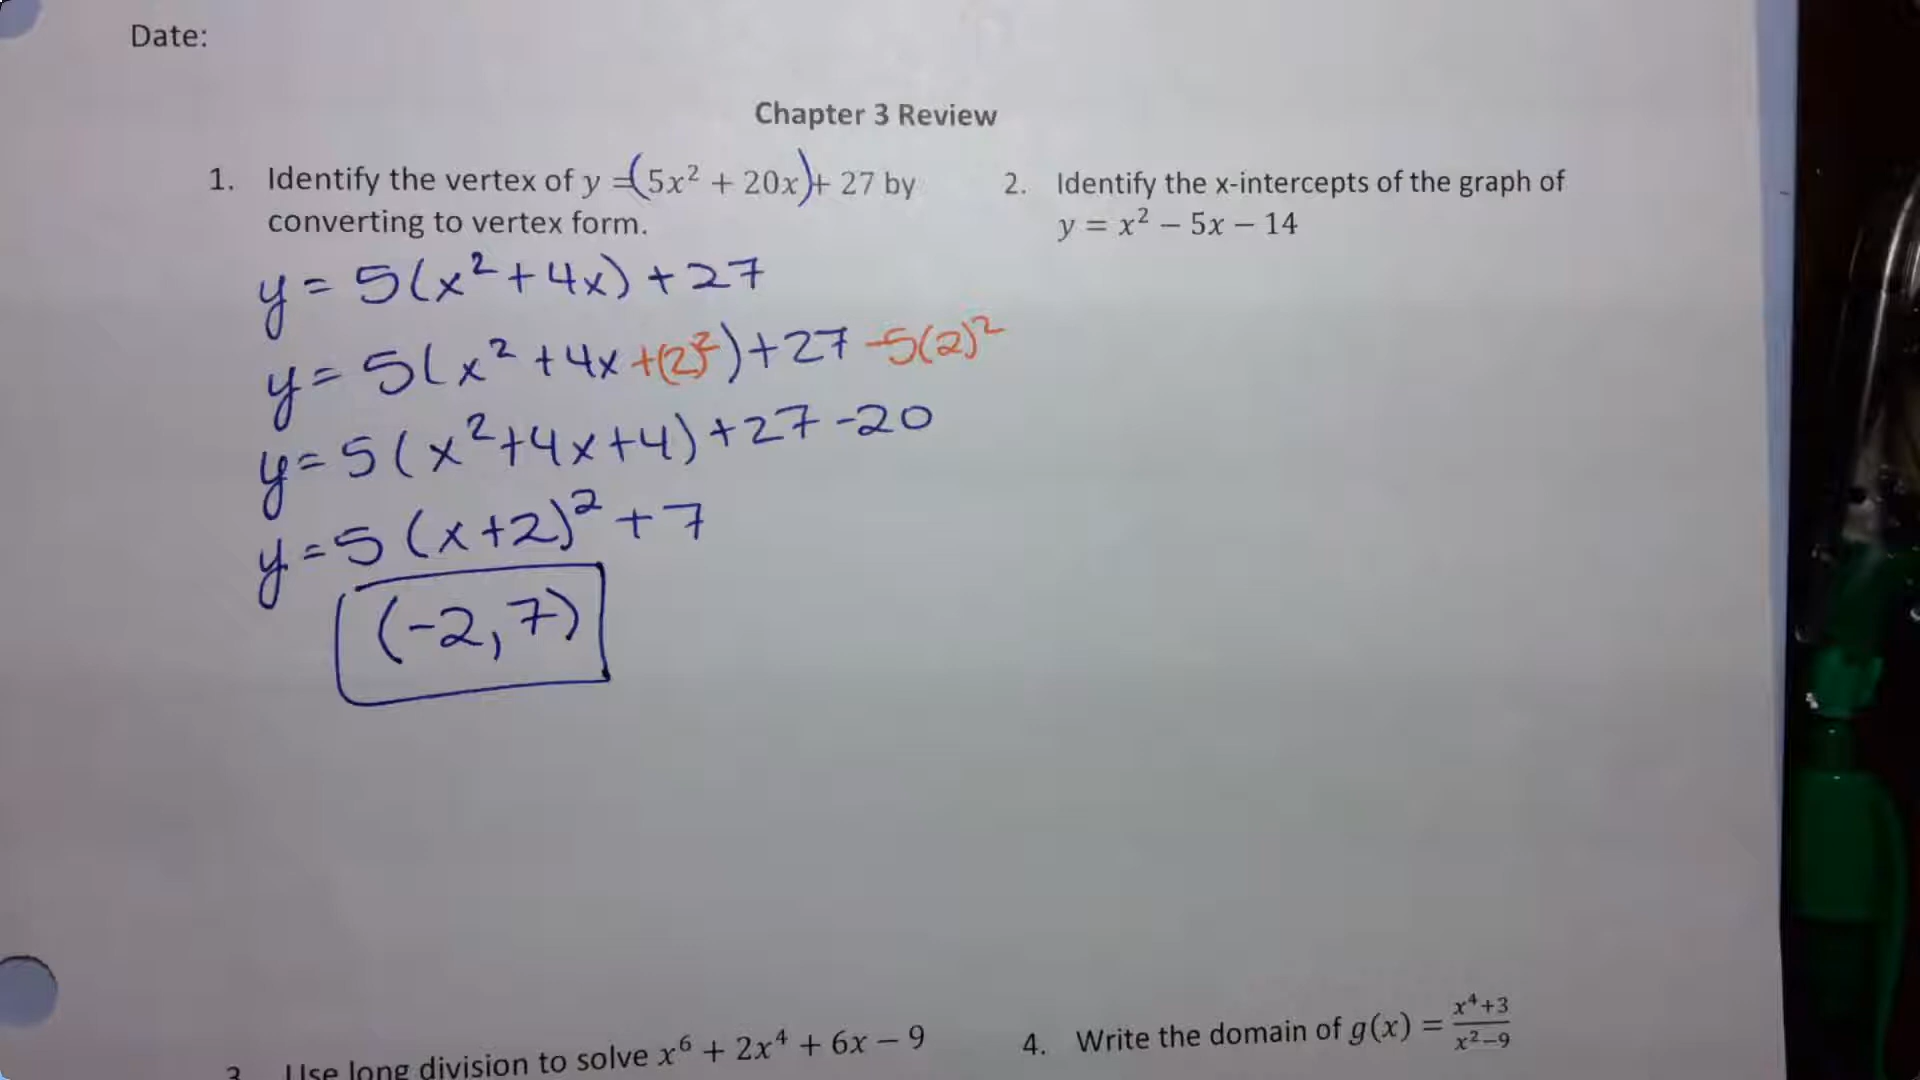 Date:
Chapter 3 Review
1. Identify the vertex of y = (5x² + 20x) + 27 by
converting to vertex form.
y = 5(x² + 4x) + 27
y = 5(x² + 4x + (2)²) + 27 - 5(2)²
y = 5(x² + 4x + 4) + 27 - 20
y = 5(x + 2)² + 7
(-2, 7)
2. Identify the x-intercepts of the graph of
y = x² − 5x − 14
3. Use long division to solve x⁶ + 2x⁴ + 6x − 9
4. Write the domain of g(x) = (x⁴+3)/(x²−9)